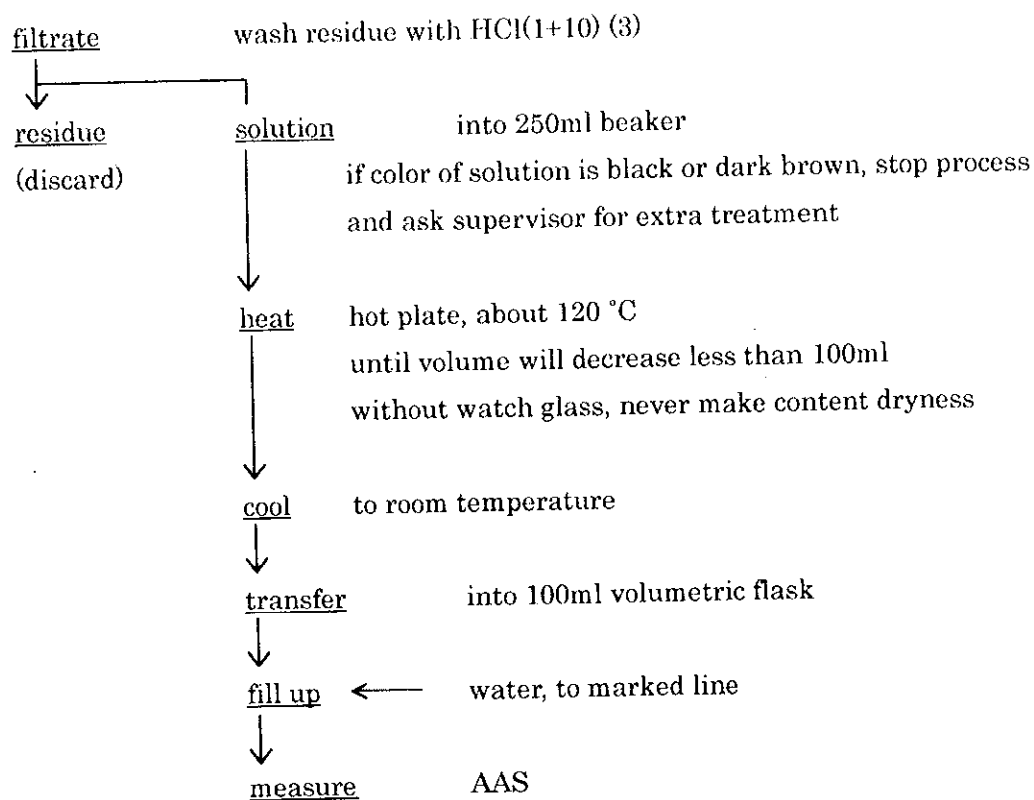 filtrate wash residue with HCl(1+10) (3)
residue solution into 250ml beaker
(discard) if color of solution is black or dark brown, stop process
and ask supervisor for extra treatment
heat hot plate, about 120 °C
until volume will decrease less than 100ml
without watch glass, never make content dryness
cool to room temperature
transfer into 100ml volumetric flask
fill up water, to marked line
measure AAS